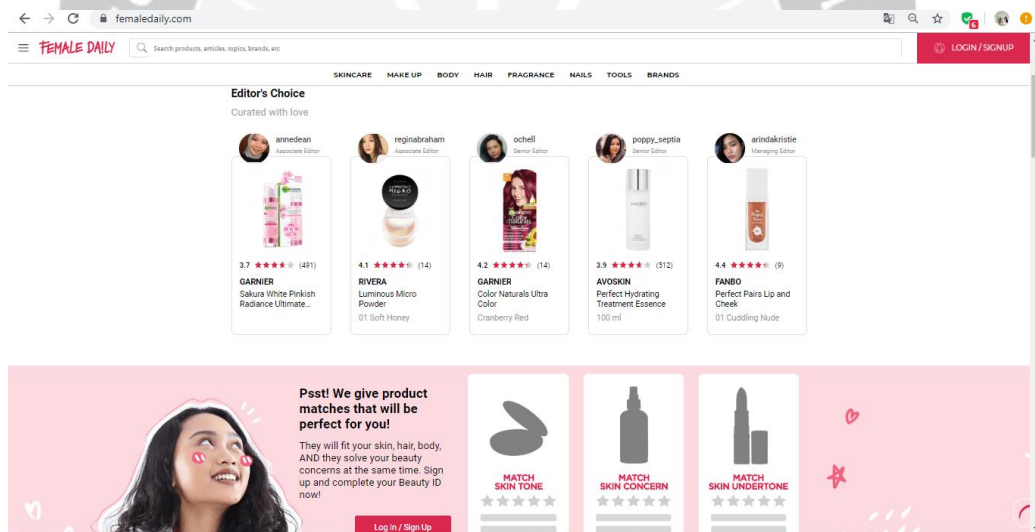 femaledaily.com
FEMALE DAILY
Search products, articles, topics, brands, etc
LOGIN / SIGNUP
SKINCARE MAKE UP BODY HAIR FRAGRANCE NAILS TOOLS BRANDS
Editor's Choice
Curated with love
annedean
Associate Editor
reginabraham
Associate Editor
ochell
Senior Editor
poppy_septia
Senior Editor
arindakristie
Managing Editor
3.7 (491)
GARNIER
Sakura White Pinkish
Radiance Ultimate...
4.1 (14)
RIVERA
Luminous Micro
Powder
01 Soft Honey
4.2 (14)
GARNIER
Color Naturals Ultra
Color
Cranberry Red
3.9 (512)
AVOSKIN
Perfect Hydrating
Treatment Essence
100 ml
4.4 (9)
FANBO
Perfect Pairs Lip and
Cheek
01 Cuddling Nude
Psst! We give product
matches that will be
perfect for you!
They will fit your skin, hair, body,
AND they solve your beauty
concerns at the same time. Sign
up and complete your Beauty ID
now!
Log In / Sign Up
MATCH
SKIN TONE
MATCH
SKIN CONCERN
MATCH
SKIN UNDERTONE